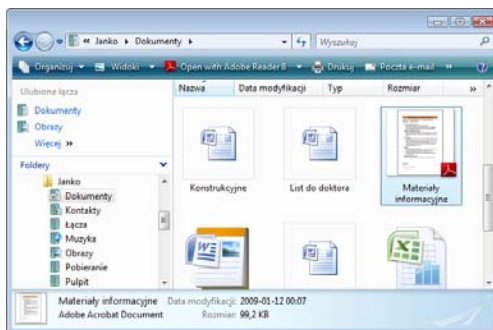 « Janko ▸ Dokumenty ▸
Wyszukaj
Organizuj Widoki Open with Adobe Reader 8 Drukuj Poczta e-mail »
Ulubione łącza
Dokumenty
Obrazy
Więcej »
Foldery
Janko
Dokumenty
Kontakty
Łącza
Muzyka
Obrazy
Pobieranie
Pulpit
Nazwa Data modyfikacji Typ Rozmiar »
Konstrukcyjne
List do doktora
Materiały
informacyjne
Materiały informacyjne Data modyfikacji: 2009-01-12 00:07
Adobe Acrobat Document Rozmiar: 99,2 KB